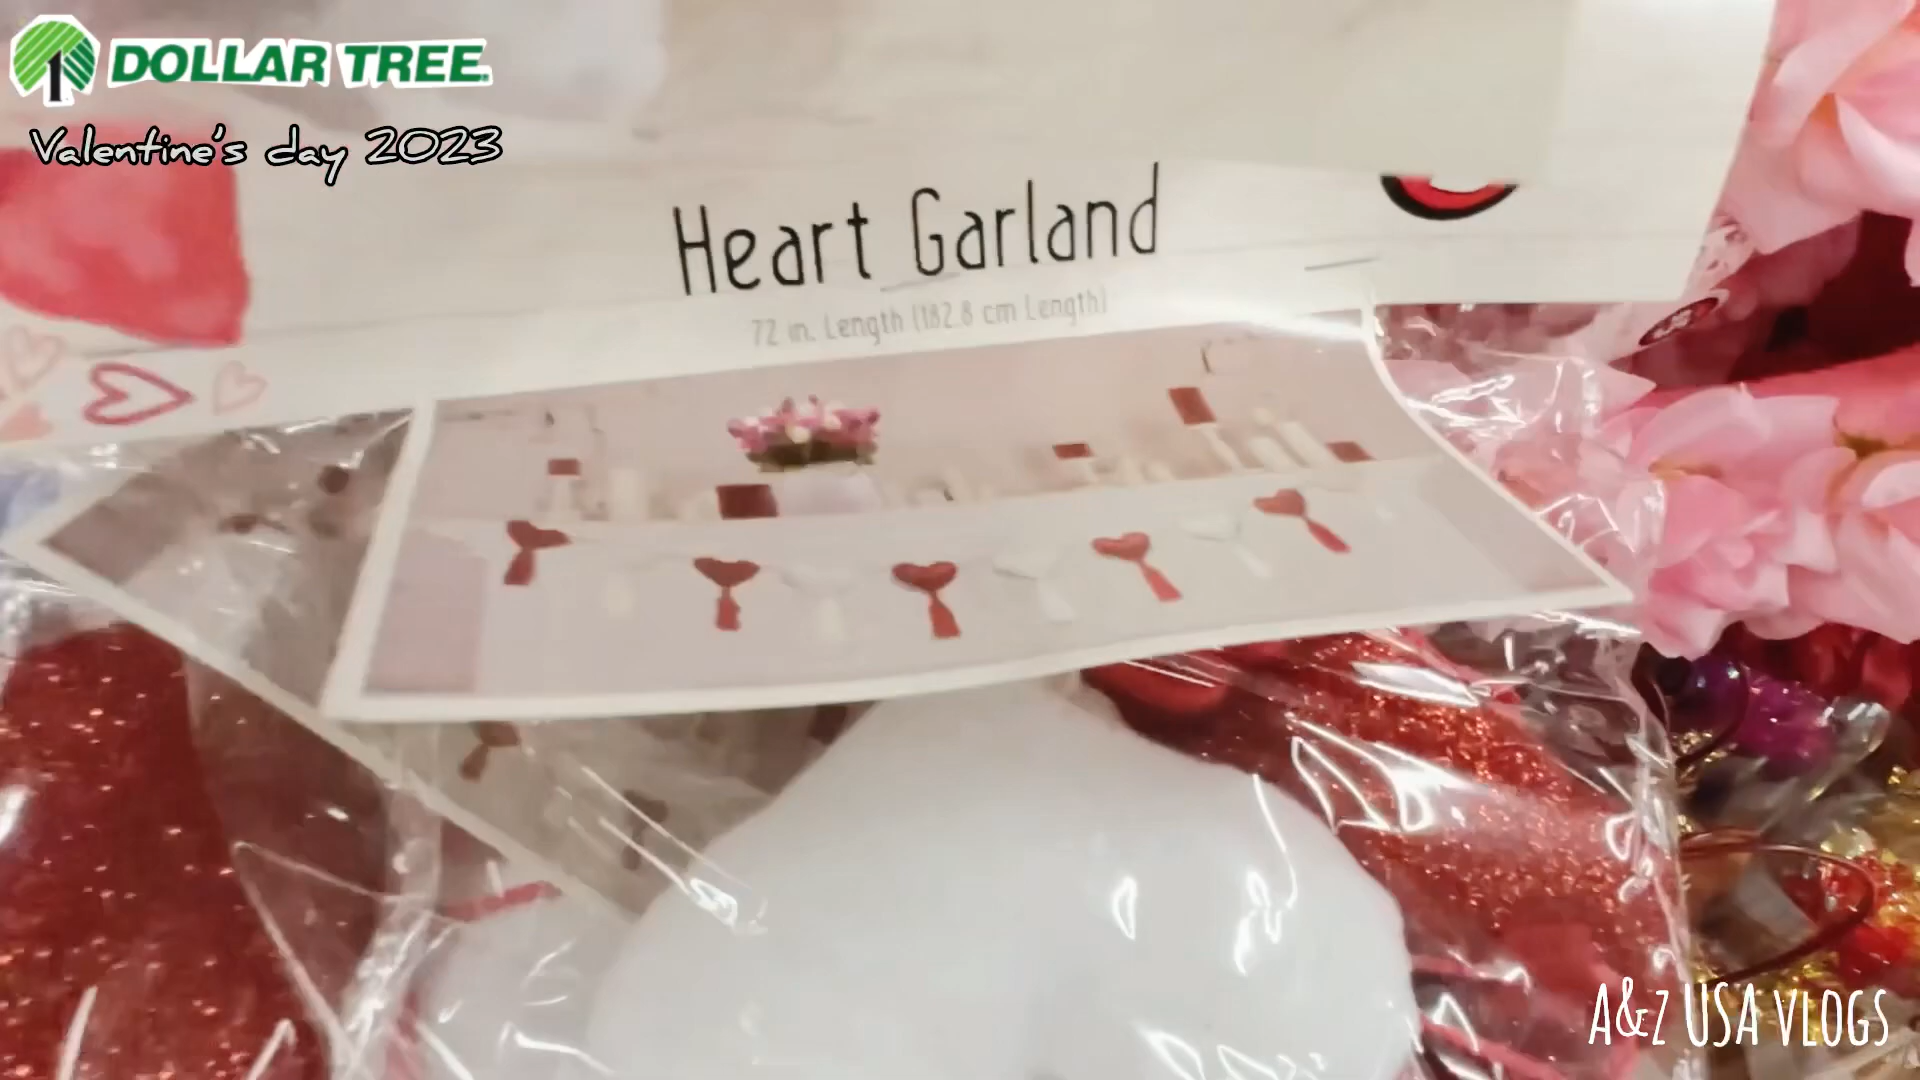 DOLLAR TREE
Valentine's day 2023
Heart Garland
72 in. Length (182.8 cm Length)
A&Z USA VLOGS